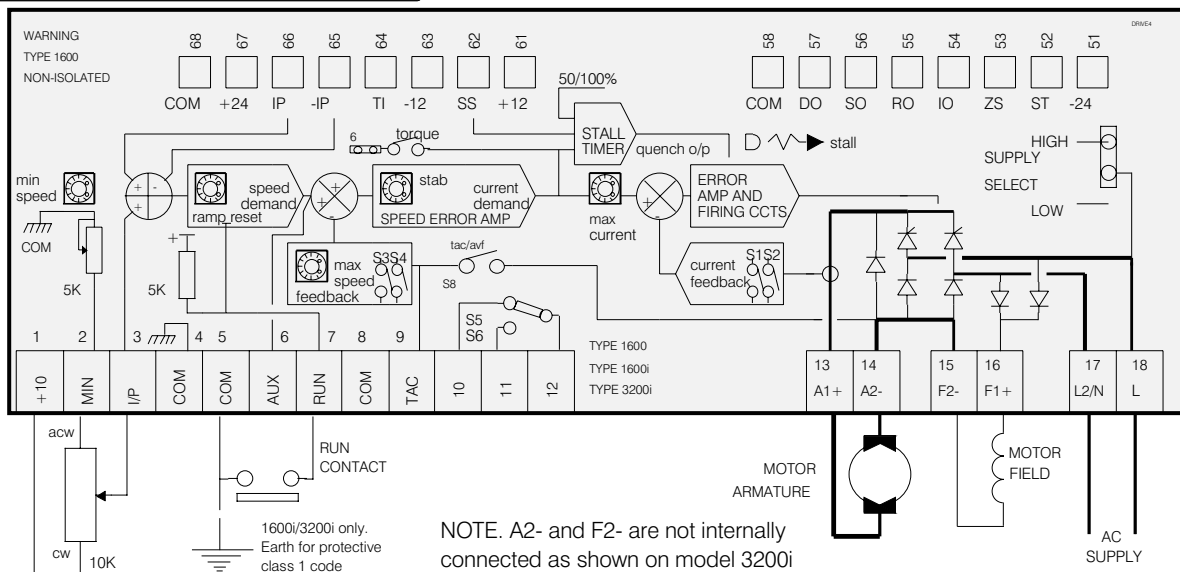 WARNING
TYPE 1600
NON-ISOLATED
DRIVE4
68 67 66 65 64 63 62 61
58 57 56 55 54 53 52 51
COM +24 IP -IP TI -12 SS +12
COM DO SO RO IO ZS ST -24
50/100%
STALL
TIMER
quench o/p
stall
HIGH
SUPPLY
SELECT
LOW
6
torque
min
speed
+ -
+
ramp reset
speed
demand
+
-
stab
current
demand
SPEED ERROR AMP
max
current
+
-
ERROR
AMP AND
FIRING CCTS
COM
5K
+
5K
max
speed
feedback
S3S4
tac/avf
S8
current
feedback
S1S2
S5
S6
TYPE 1600
TYPE 1600i
TYPE 3200i
1 2 3 4 5 6 7 8 9
+10 MIN I/P COM COM AUX RUN COM TAC 10 11 12
13 14 15 16 17 18
A1+ A2- F2- F1+ L2/N L
acw
cw
10K
RUN
CONTACT
1600i/3200i only.
Earth for protective
class 1 code
MOTOR
ARMATURE
MOTOR
FIELD
AC
SUPPLY
NOTE. A2- and F2- are not internally
connected as shown on model 3200i